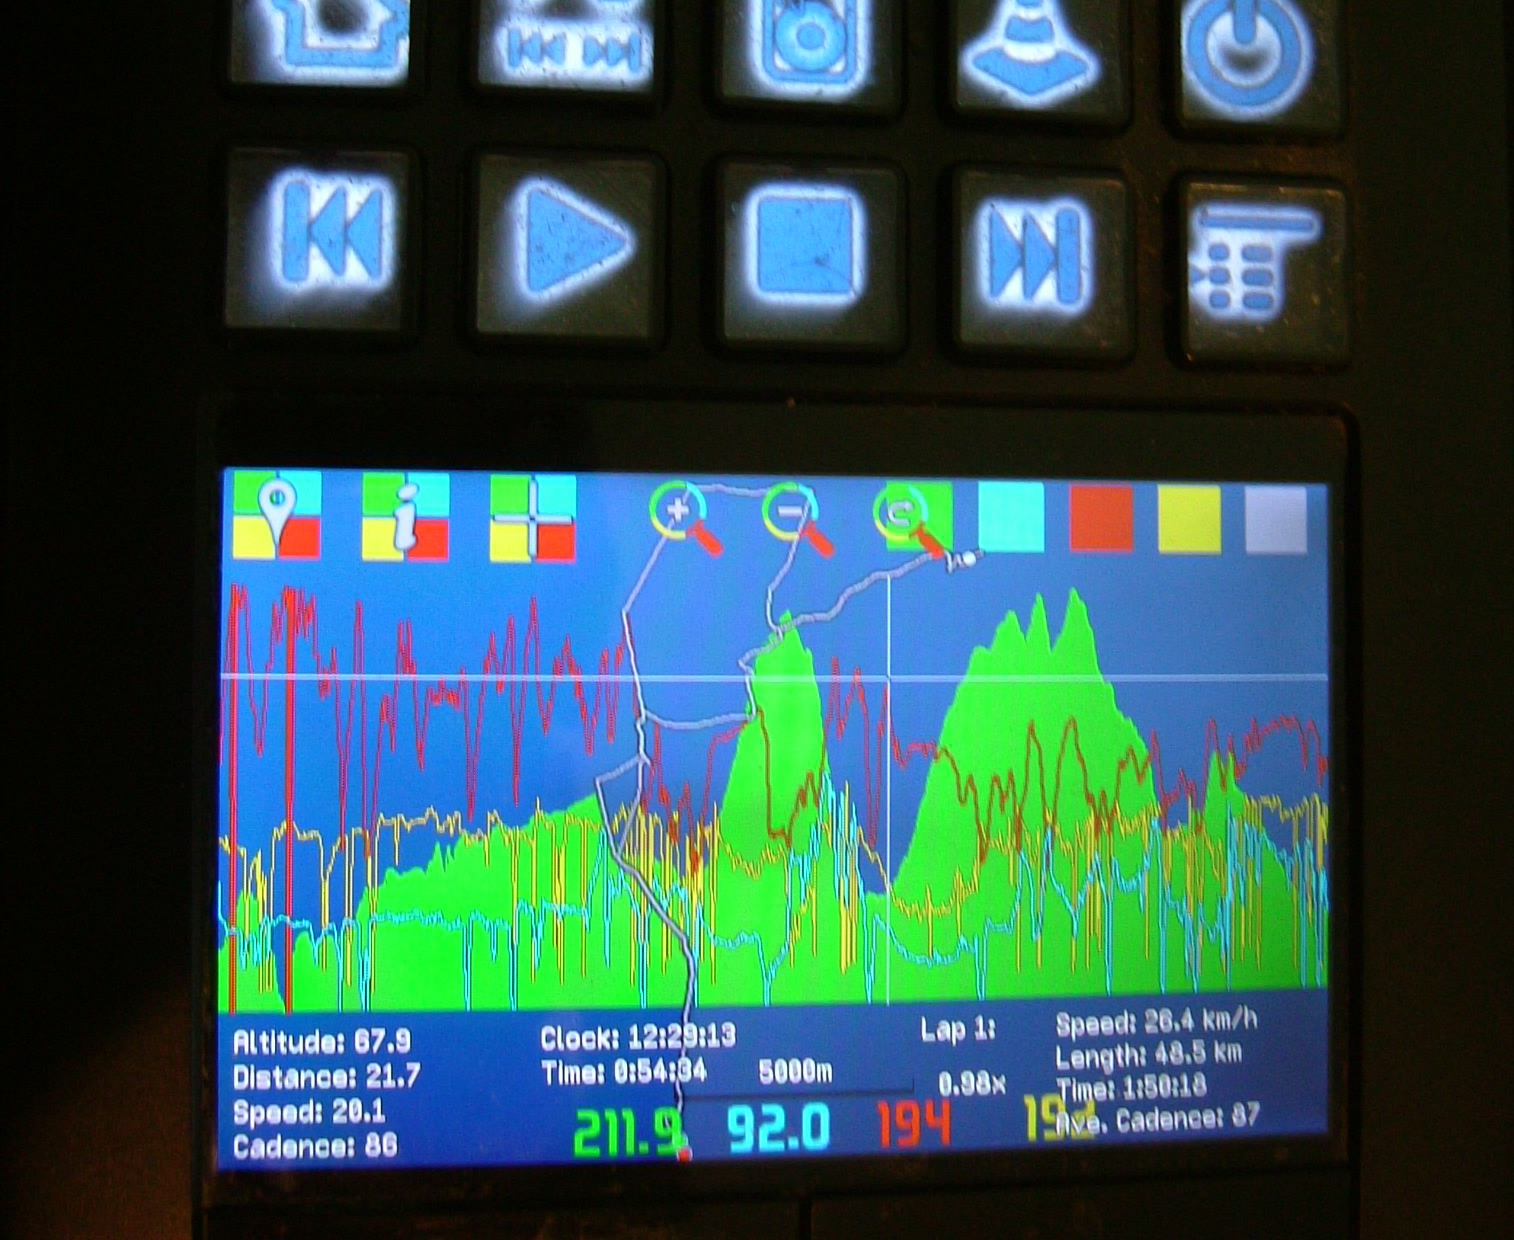 Altitude: 67.9
Distance: 21.7
Speed: 20.1
Cadence: 86
Clock: 12:29:13
Time: 0:54:34
5000m
Lap 1:
0.98x
Speed: 26.4 km/h
Length: 48.5 km
Time: 1:50:18
Ave. Cadence: 87
211.9
92.0
194